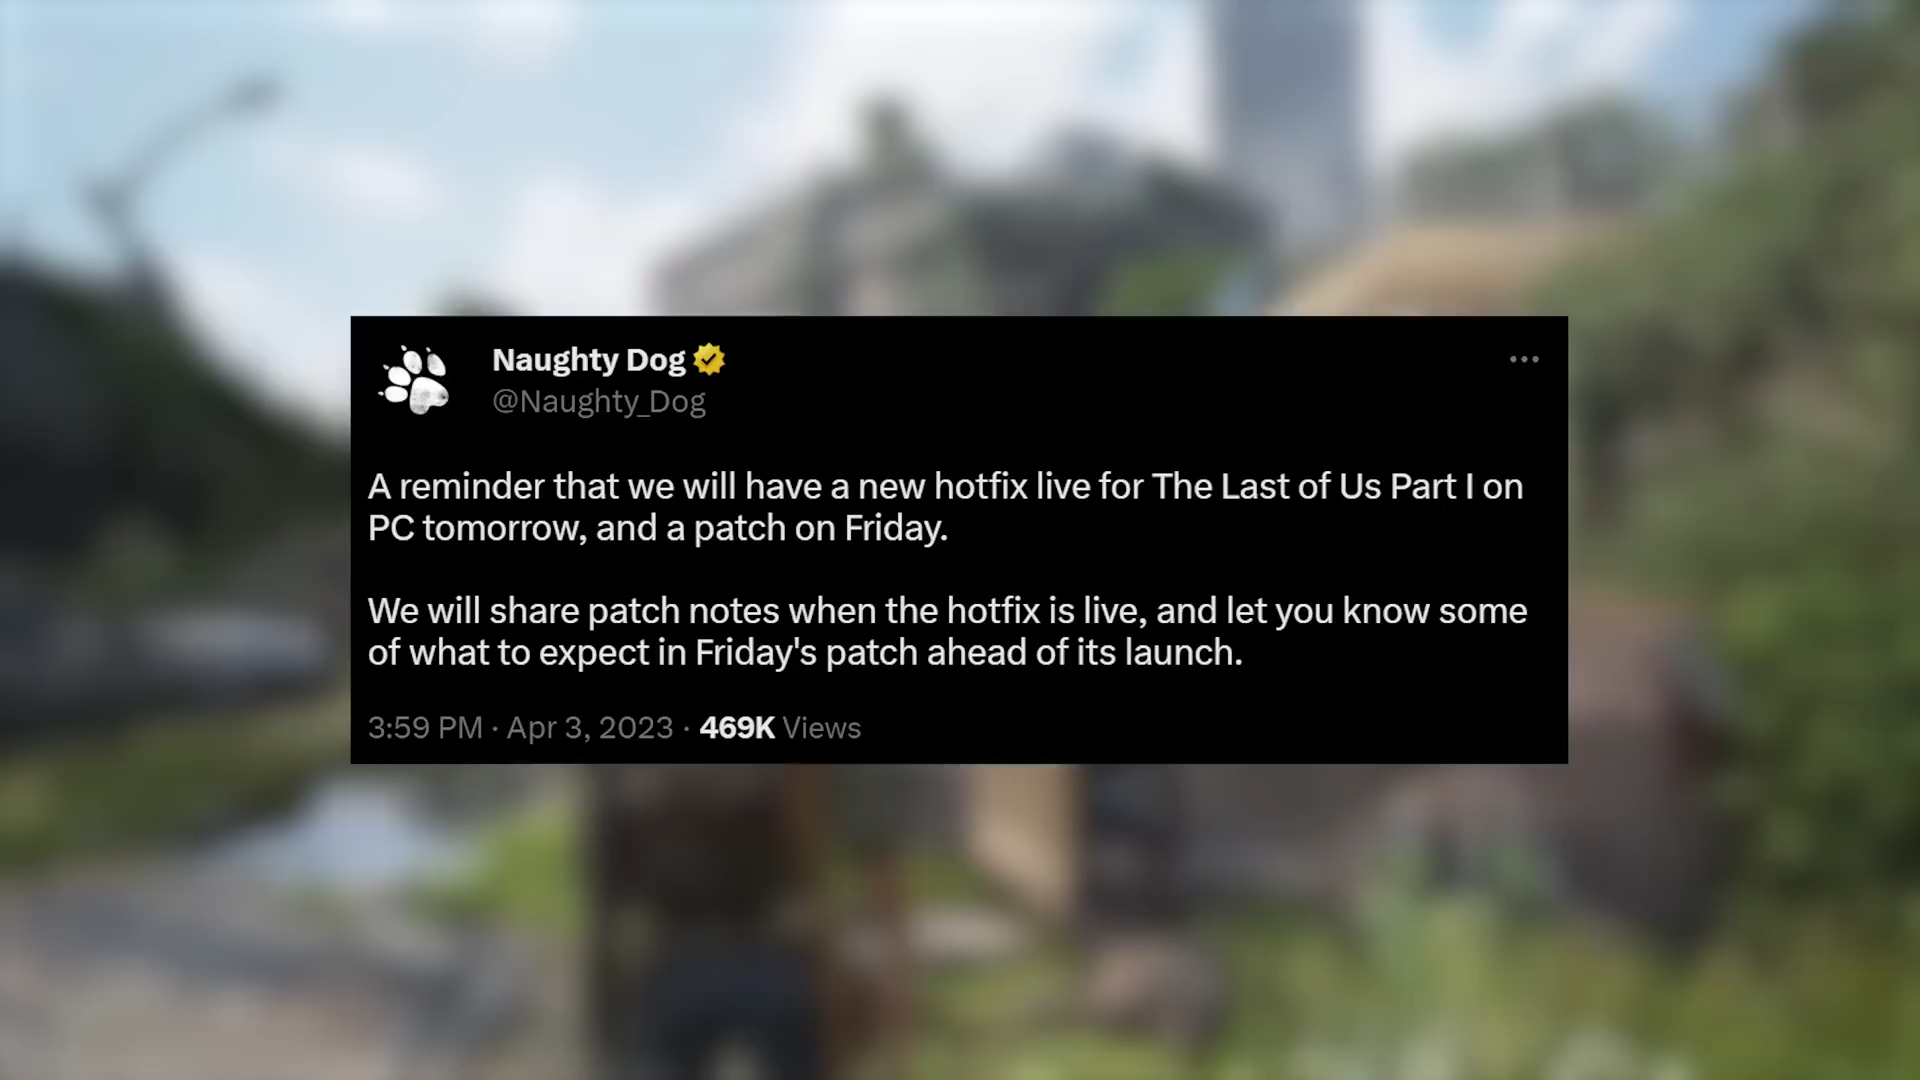 Naughty Dog
@Naughty_Dog
A reminder that we will have a new hotfix live for The Last of Us Part I on
PC tomorrow, and a patch on Friday.
We will share patch notes when the hotfix is live, and let you know some
of what to expect in Friday's patch ahead of its launch.
3:59 PM · Apr 3, 2023 · 469K Views